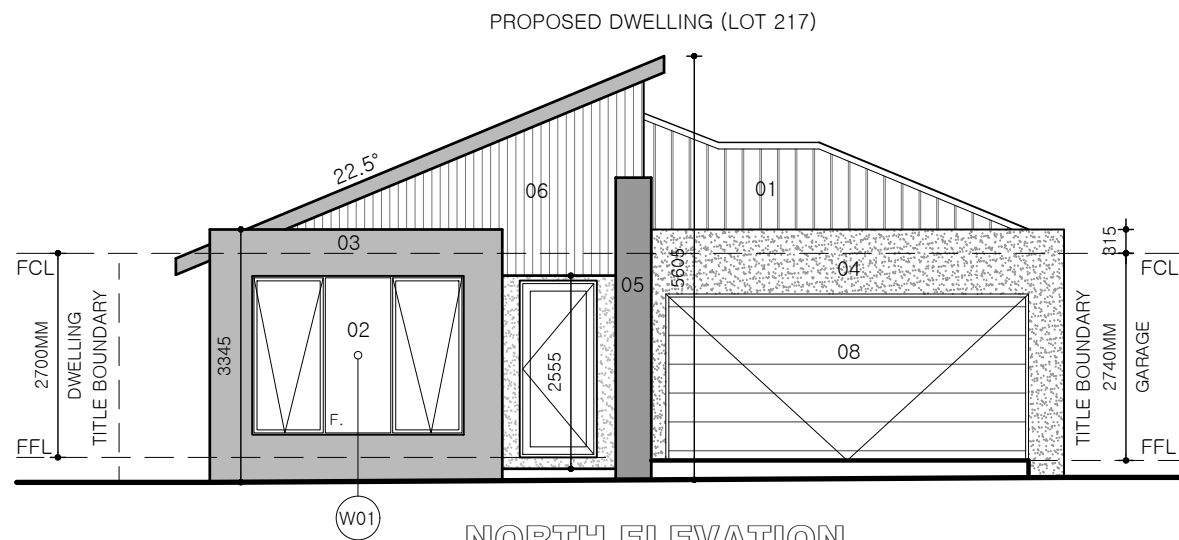 PROPOSED DWELLING (LOT 217)
22.5°
06
01
03
04
05
5605
315
FCL
FCL
2700MM
DWELLING
TITLE BOUNDARY
3345
02
F.
2555
08
TITLE BOUNDARY
2740MM
GARAGE
FFL
FFL
W01
NORTH ELEVATION